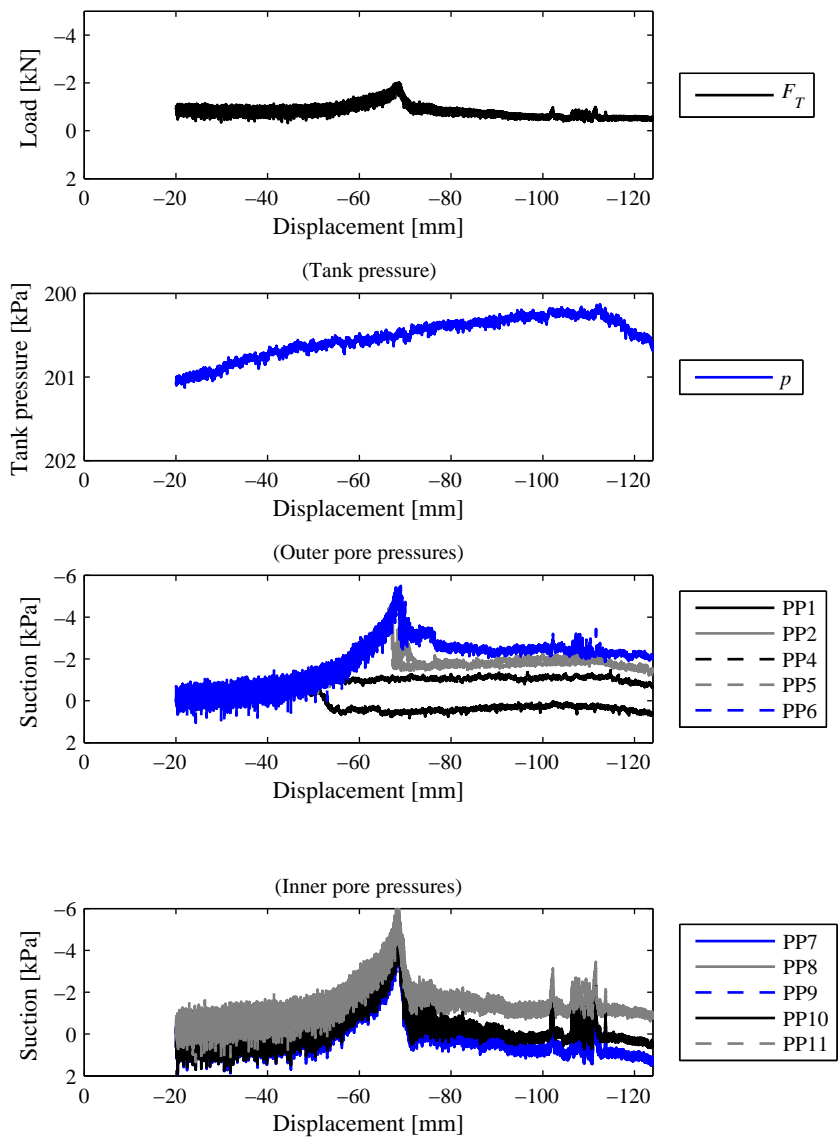 −4
−2
0
2
Load [kN]
0 −20 −40 −60 −80 −100 −120
Displacement [mm]
F_T
(Tank pressure)
200
201
202
Tank pressure [kPa]
0 −20 −40 −60 −80 −100 −120
Displacement [mm]
p
(Outer pore pressures)
−6
−4
−2
0
2
Suction [kPa]
0 −20 −40 −60 −80 −100 −120
Displacement [mm]
PP1
PP2
PP4
PP5
PP6
(Inner pore pressures)
−6
−4
−2
0
2
Suction [kPa]
0 −20 −40 −60 −80 −100 −120
Displacement [mm]
PP7
PP8
PP9
PP10
PP11